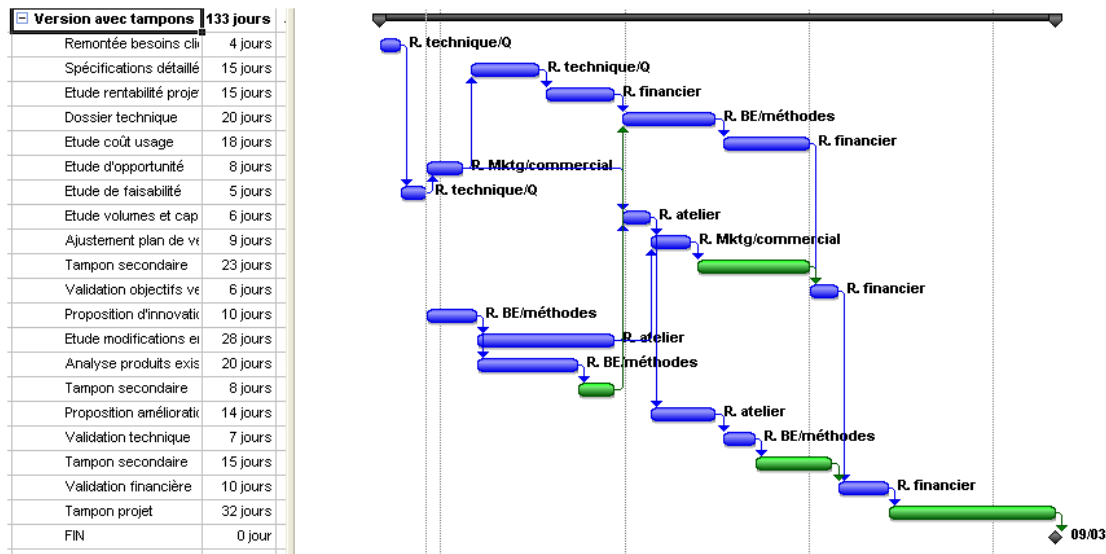 Version avec tampons 133 jours
Remontée besoins cli 4 jours R. technique/Q
Spécifications détaillé 15 jours R. technique/Q
Etude rentabilité proje 15 jours R. financier
Dossier technique 20 jours R. BE/méthodes
Etude coût usage 18 jours R. financier
Etude d'opportunité 8 jours R. Mktg/commercial
Etude de faisabilité 5 jours R. technique/Q
Etude volumes et cap 6 jours R. atelier
Ajustement plan de ve 9 jours R. Mktg/commercial
Tampon secondaire 23 jours
Validation objectifs ve 6 jours R. financier
Proposition d'innovatic 10 jours R. BE/méthodes
Etude modifications ei 28 jours R. atelier
Analyse produits exis 20 jours R. BE/méthodes
Tampon secondaire 8 jours
Proposition amélioratic 14 jours R. atelier
Validation technique 7 jours R. BE/méthodes
Tampon secondaire 15 jours
Validation financière 10 jours R. financier
Tampon projet 32 jours
FIN 0 jour 09/03